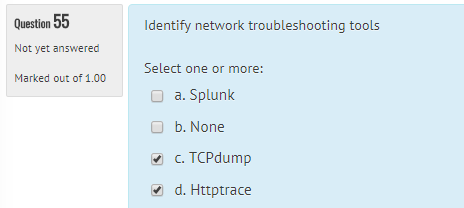 Question 55
Not yet answered
Marked out of 1.00
Identify network troubleshooting tools
Select one or more:
a. Splunk
b. None
c. TCPdump
d. Httptrace